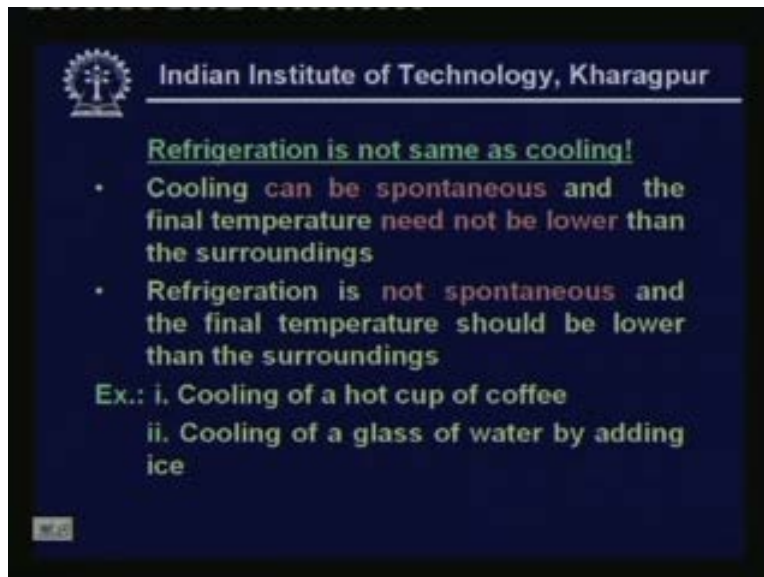 Indian Institute of Technology, Kharagpur
Refrigeration is not same as cooling!
• Cooling can be spontaneous and the
final temperature need not be lower than
the surroundings
• Refrigeration is not spontaneous and
the final temperature should be lower
than the surroundings
Ex.: i. Cooling of a hot cup of coffee
ii. Cooling of a glass of water by adding
ice